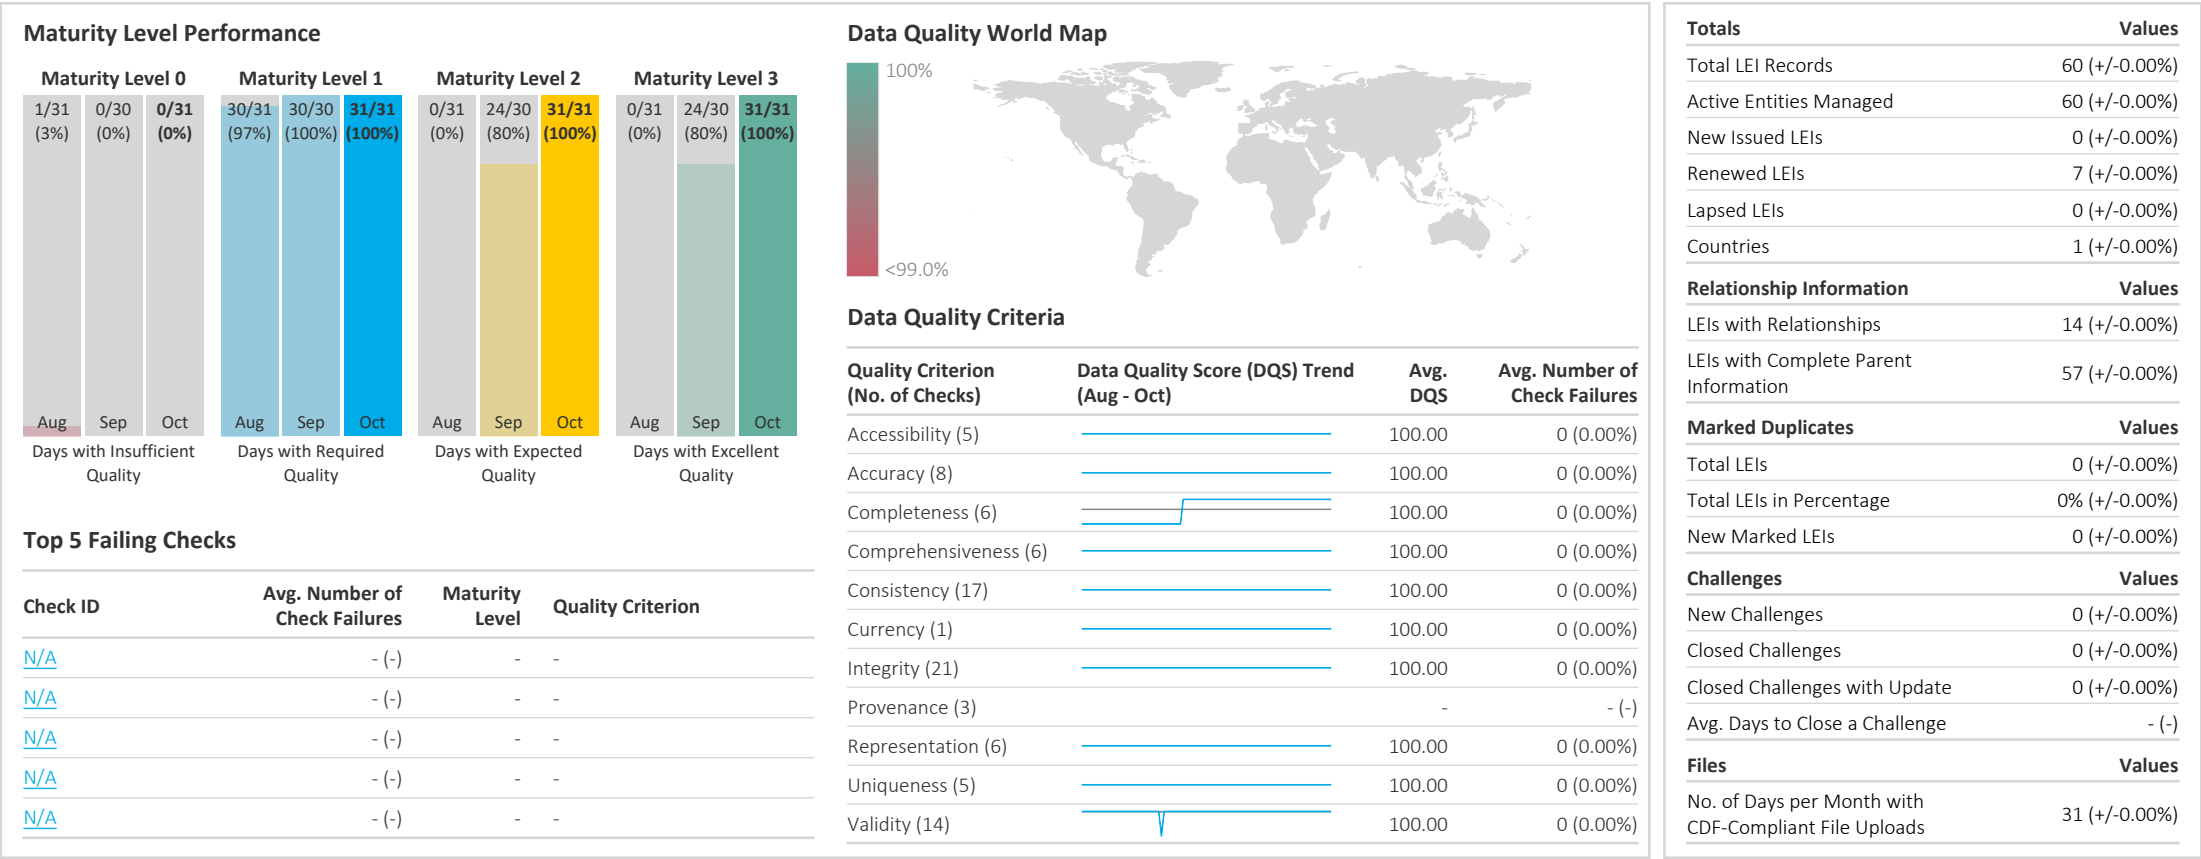 Maturity Level Performance
Maturity Level 0
Maturity Level 1
Maturity Level 2
Maturity Level 3
1/31 0/30 0/31
(3%) (0%) (0%)
30/31 30/30 31/31
(97%) (100%) (100%)
0/31 24/30 31/31
(0%) (80%) (100%)
0/31 24/30 31/31
(0%) (80%) (100%)
Aug Sep Oct
Aug Sep Oct
Aug Sep Oct
Aug Sep Oct
Days with Insufficient
Quality
Days with Required
Quality
Days with Expected
Quality
Days with Excellent
Quality
Top 5 Failing Checks
Check ID
Avg. Number of
Check Failures
Maturity
Level
Quality Criterion
N/A - (-) - -
N/A - (-) - -
N/A - (-) - -
N/A - (-) - -
N/A - (-) - -
Data Quality World Map
100%
<99.0%
Data Quality Criteria
Quality Criterion
(No. of Checks)
Data Quality Score (DQS) Trend
(Aug - Oct)
Avg.
DQS
Avg. Number of
Check Failures
Accessibility (5) 100.00 0 (0.00%)
Accuracy (8) 100.00 0 (0.00%)
Completeness (6) 100.00 0 (0.00%)
Comprehensiveness (6) 100.00 0 (0.00%)
Consistency (17) 100.00 0 (0.00%)
Currency (1) 100.00 0 (0.00%)
Integrity (21) 100.00 0 (0.00%)
Provenance (3) - - (-)
Representation (6) 100.00 0 (0.00%)
Uniqueness (5) 100.00 0 (0.00%)
Validity (14) 100.00 0 (0.00%)
Totals Values
Total LEI Records 60 (+/-0.00%)
Active Entities Managed 60 (+/-0.00%)
New Issued LEIs 0 (+/-0.00%)
Renewed LEIs 7 (+/-0.00%)
Lapsed LEIs 0 (+/-0.00%)
Countries 1 (+/-0.00%)
Relationship Information Values
LEIs with Relationships 14 (+/-0.00%)
LEIs with Complete Parent
Information 57 (+/-0.00%)
Marked Duplicates Values
Total LEIs 0 (+/-0.00%)
Total LEIs in Percentage 0% (+/-0.00%)
New Marked LEIs 0 (+/-0.00%)
Challenges Values
New Challenges 0 (+/-0.00%)
Closed Challenges 0 (+/-0.00%)
Closed Challenges with Update 0 (+/-0.00%)
Avg. Days to Close a Challenge - (-)
Files Values
No. of Days per Month with
CDF-Compliant File Uploads 31 (+/-0.00%)